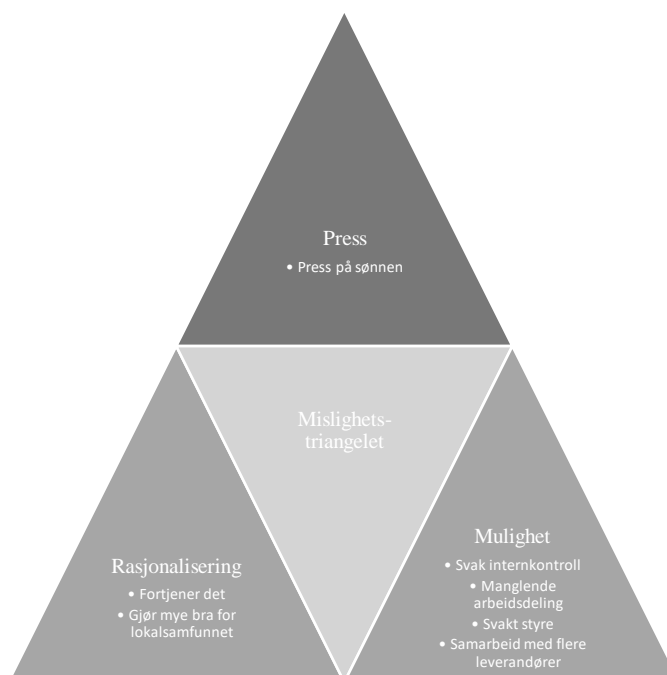 Press
• Press på sønnen
Mislighets-
triangelet
Rasjonalisering
• Fortjener det
• Gjør mye bra for
lokalsamfunnet
Mulighet
• Svak internkontroll
• Manglende
arbeidsdeling
• Svakt styre
• Samarbeid med flere
leverandører